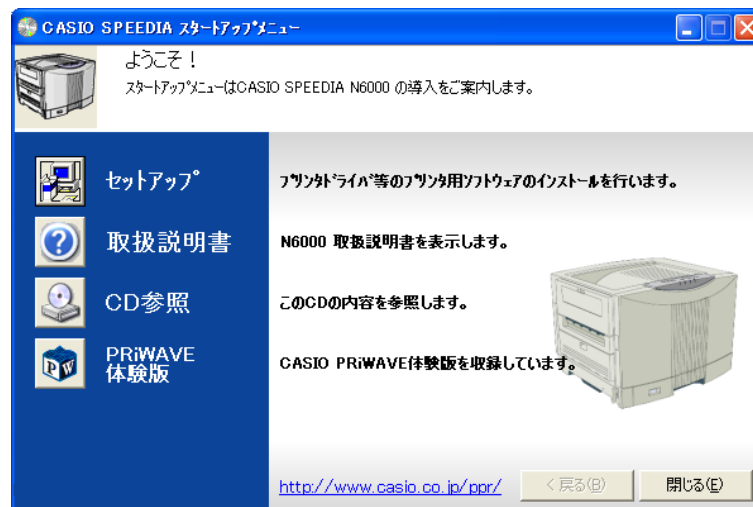 CASIO SPEEDIA スタートアップメニュー
ようこそ！
スタートアップメニューはCASIO SPEEDIA N6000 の導入をご案内します。
セットアップ
プリンタドライバ等のプリンタ用ソフトウェアのインストールを行います。
取扱説明書
N6000 取扱説明書を表示します。
CD参照
このCDの内容を参照します。
PRiWAVE
体験版
CASIO PRiWAVE体験版を収録しています。
PW
http://www.casio.co.jp/ppr/
< 戻る(B)
閉じる(E)